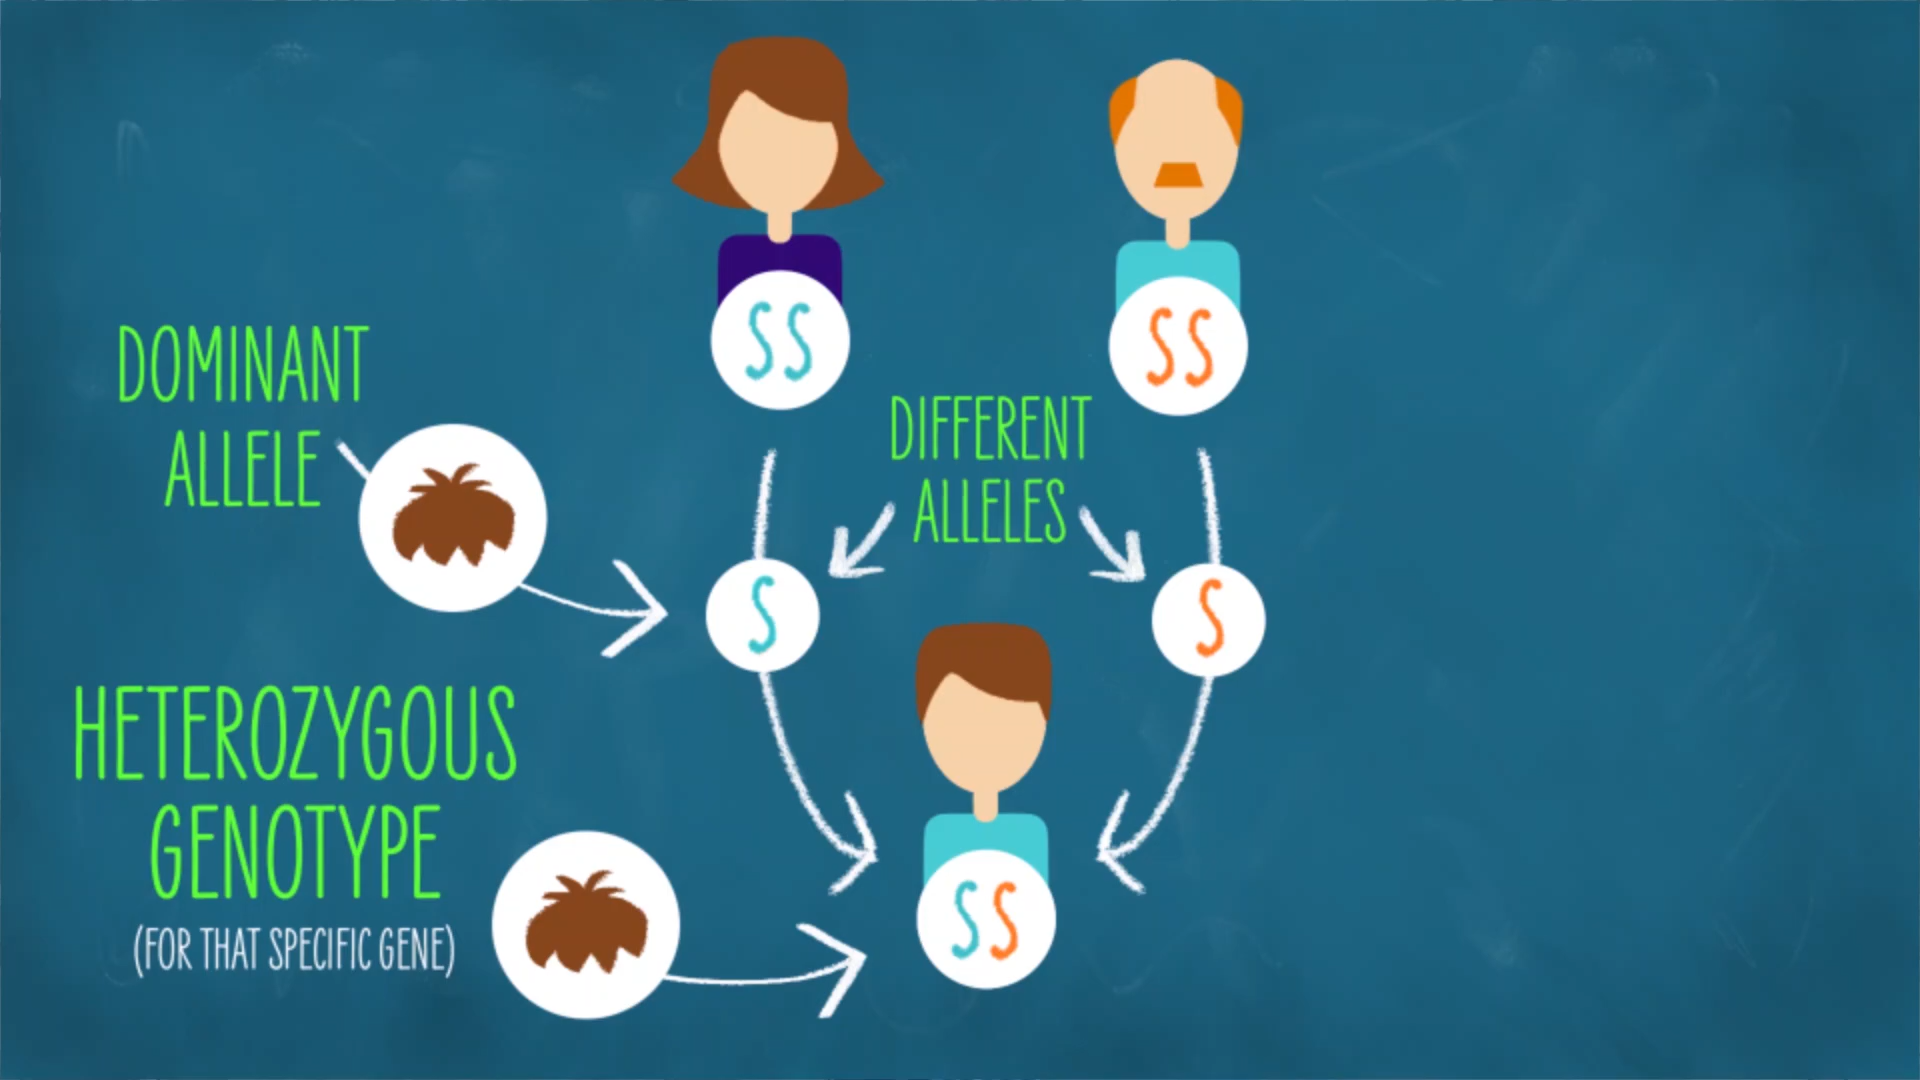 DOMINANT
ALLELE
DIFFERENT
ALLELES
HETEROZYGOUS
GENOTYPE
(FOR THAT SPECIFIC GENE)